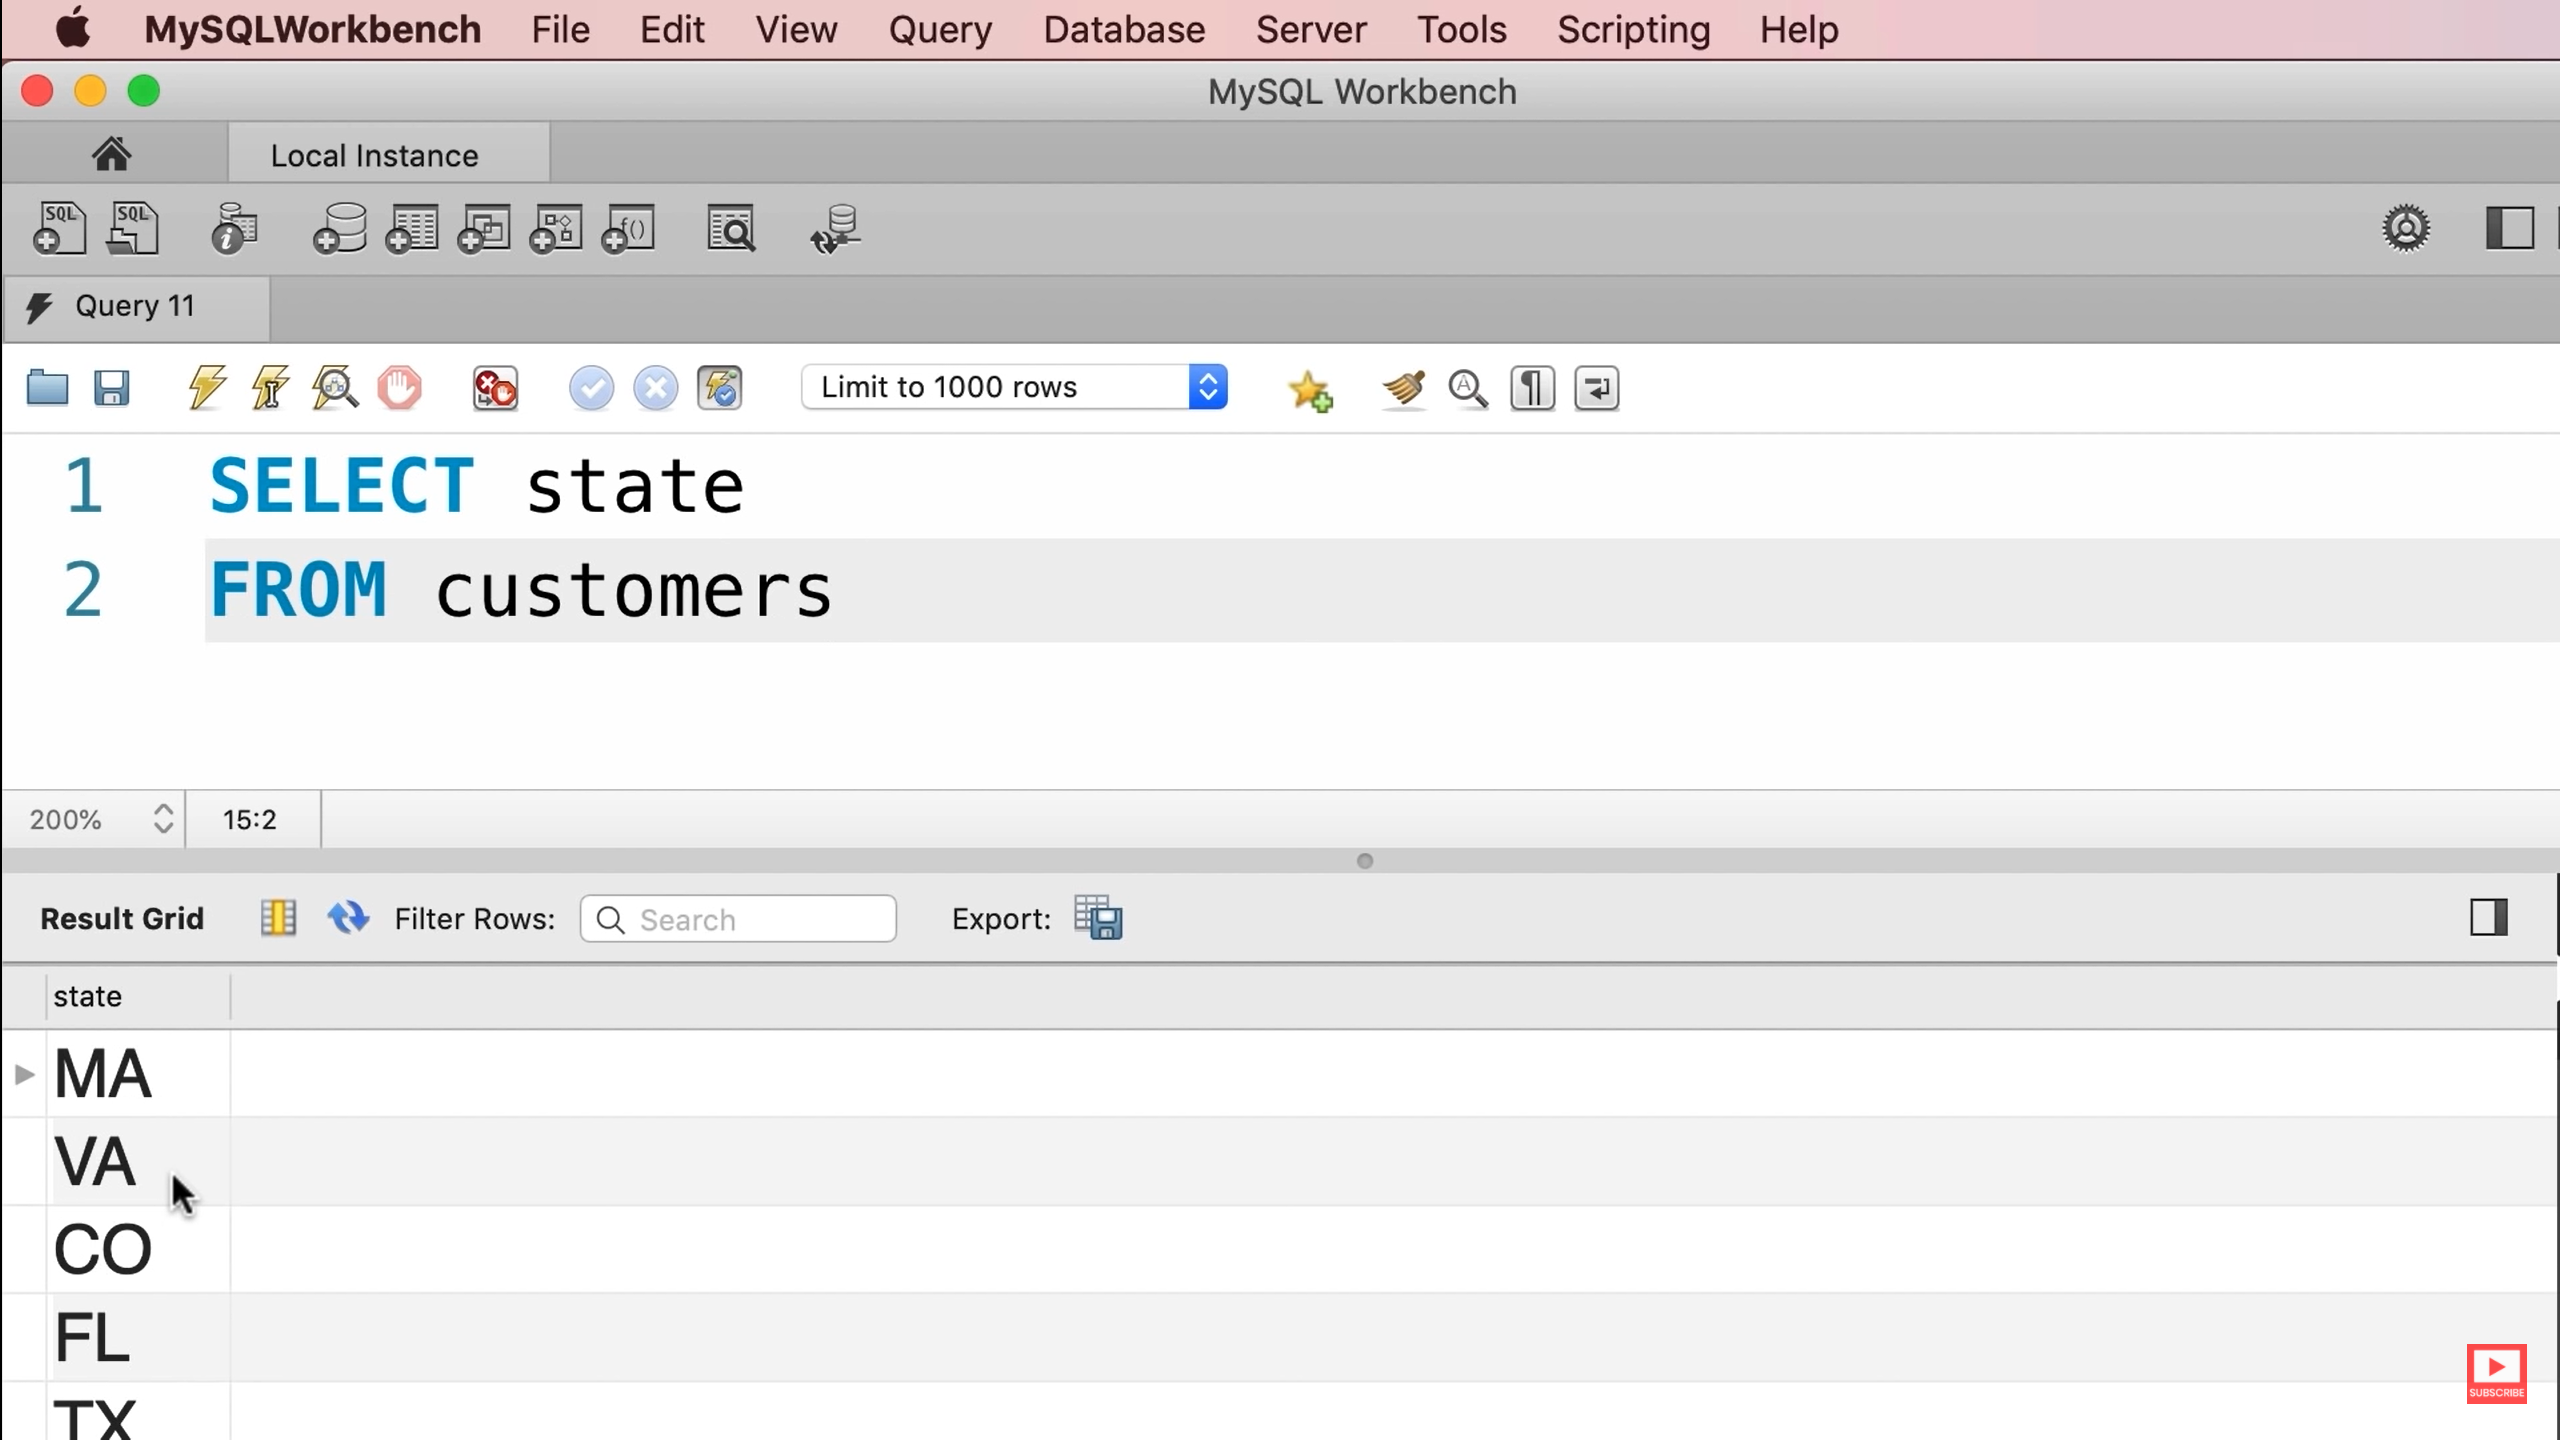 MySQLWorkbench File Edit View Query Database Server Tools Scripting Help
MySQL Workbench
Local Instance
SQL SQL f()
Query 11
Limit to 1000 rows
1 SELECT state
2 FROM customers
200% 15:2
Result Grid Filter Rows: Search Export:
state
MA
VA
CO
FL
TX
SUBSCRIBE